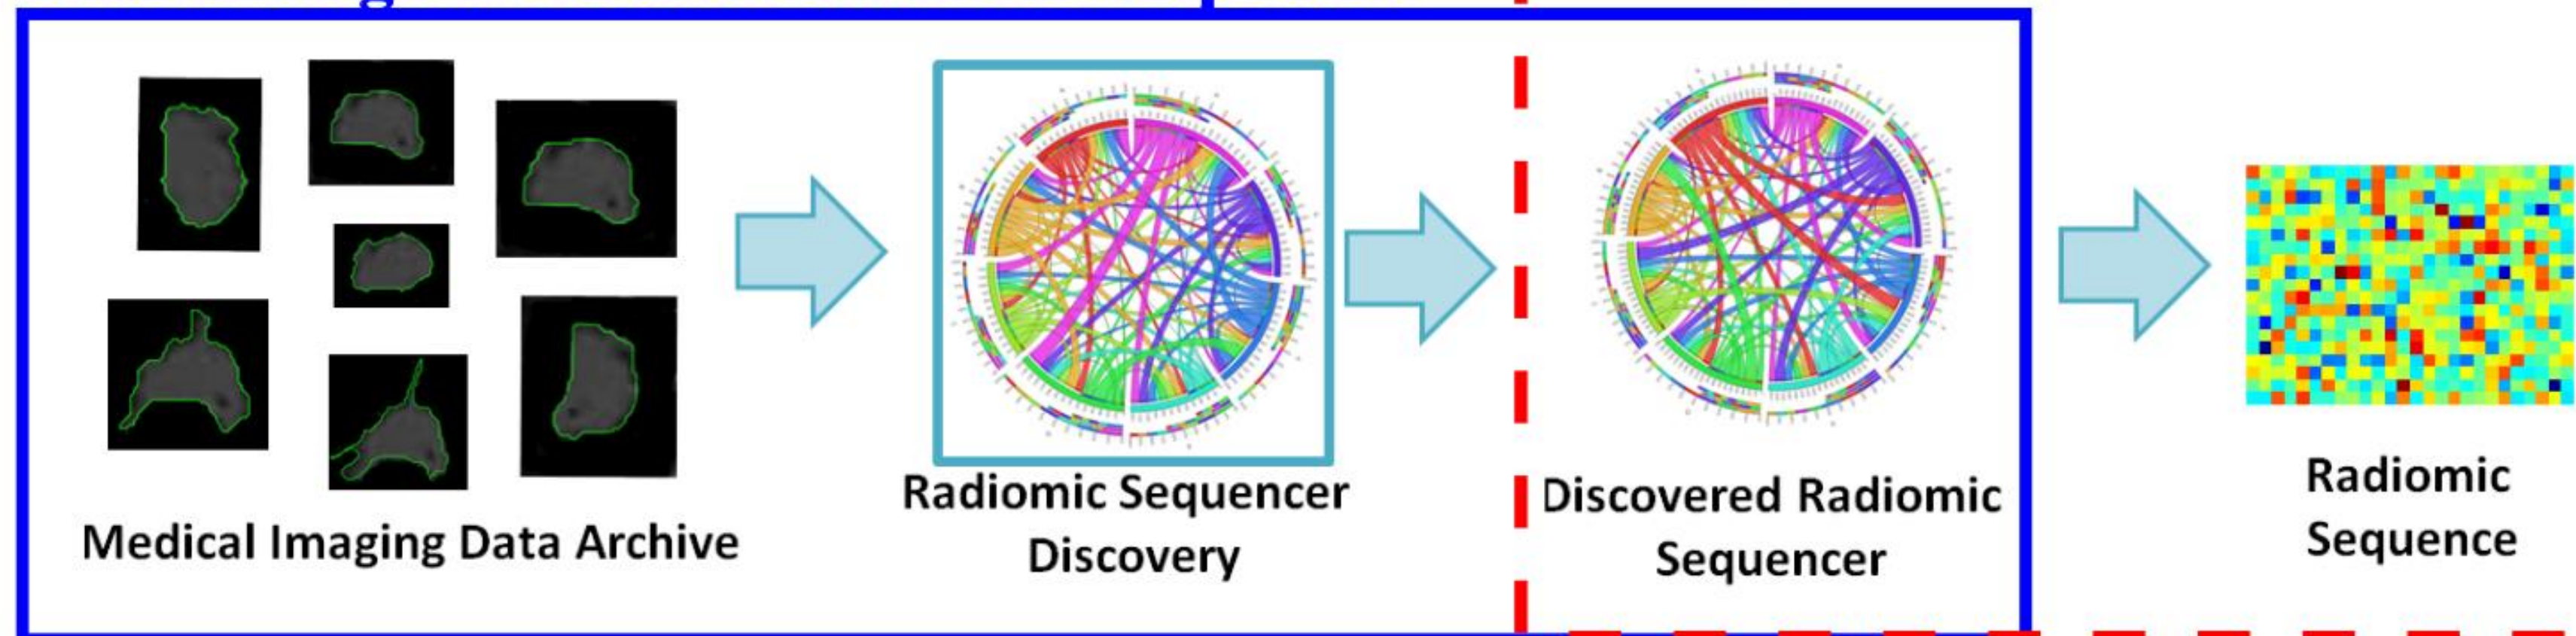 Medical Imaging Data Archive
Radiomic Sequencer
Discovery
Discovered Radiomic
Sequencer
Radiomic
Sequence